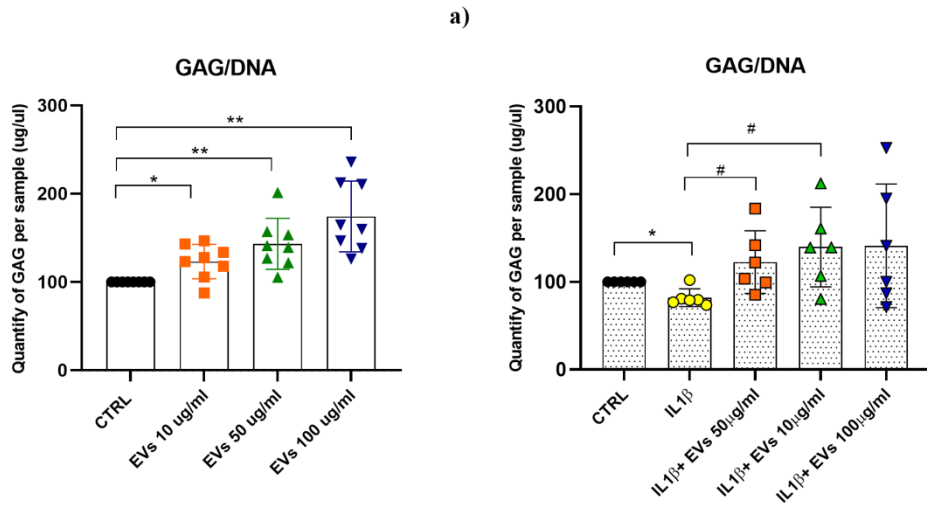 a)
GAG/DNA
Quantify of GAG per sample (ug/ul)
300
200
100
0
**
**
*
CTRL
EVs 10 ug/ml
EVs 50 ug/ml
EVs 100 ug/ml
GAG/DNA
Quantify of GAG per sample (ug/ul)
300
200
100
0
#
#
*
CTRL
IL1β
IL1β+ EVs 50µg/ml
IL1β+ EVs 10µg/ml
IL1β+ EVs 100µg/ml